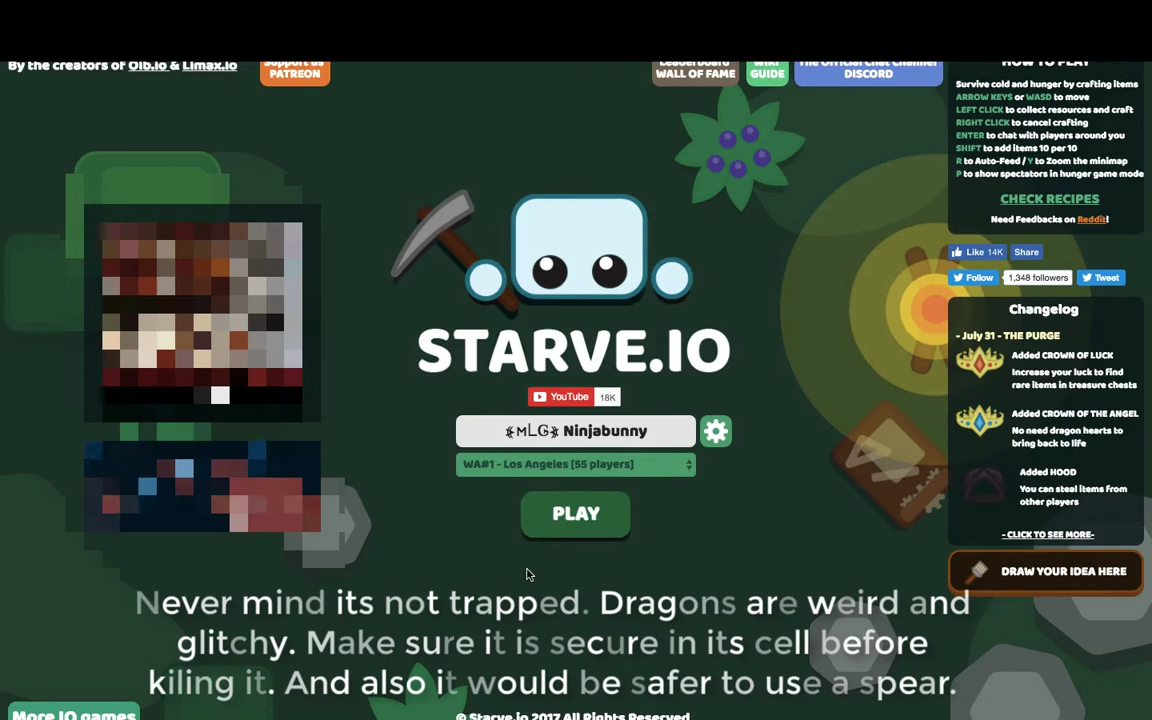 By the creators of Oib.io & Limax.io
Support us
PATREON
Leaderboard
WALL OF FAME
WIKI
GUIDE
The Official Chat Channel
DISCORD
HOW TO PLAY
Survive cold and hunger by crafting items
ARROW KEYS or WASD to move
LEFT CLICK to collect resources and craft
RIGHT CLICK to cancel crafting
ENTER to chat with players around you
SHIFT to add items 10 per 10
R to Auto-Feed / Y to Zoom the minimap
P to show spectators in hunger game mode
CHECK RECIPES
Need Feedbacks on Reddit!
Like 14K Share
Follow 1,348 followers Tweet
Changelog
- July 31 - THE PURGE
Added CROWN OF LUCK
Increase your luck to find
rare items in treasure chests
Added CROWN OF THE ANGEL
No need dragon hearts to
bring back to life
Added HOOD
You can steal items from
other players
- CLICK TO SEE MORE-
DRAW YOUR IDEA HERE
STARVE.IO
YouTube 18K
ᴍLG Ninjabunny
WA#1 - Los Angeles [55 players]
PLAY
Never mind its not trapped. Dragons are weird and
glitchy. Make sure it is secure in its cell before
kiling it. And also it would be safer to use a spear.
More IO games
© Starve.io 2017 All Rights Reserved